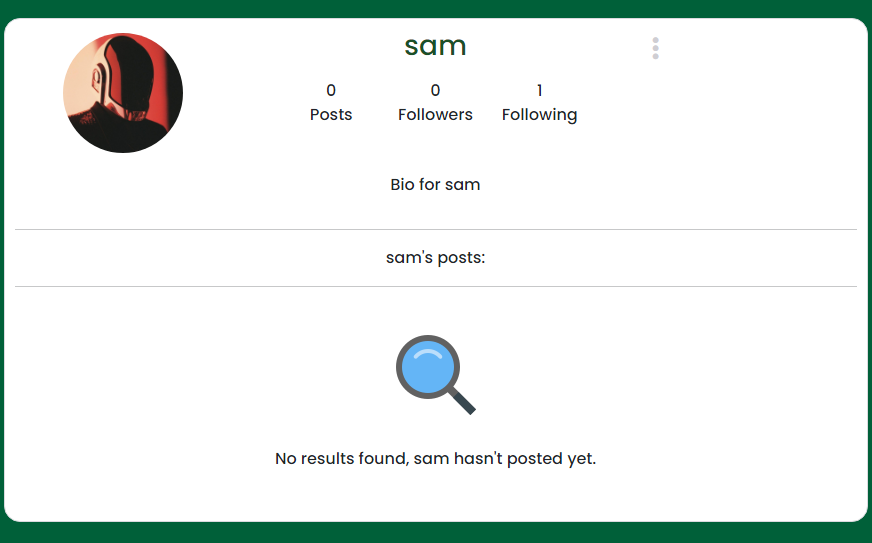 sam
0 0 1
Posts Followers Following
Bio for sam
sam's posts:
No results found, sam hasn't posted yet.